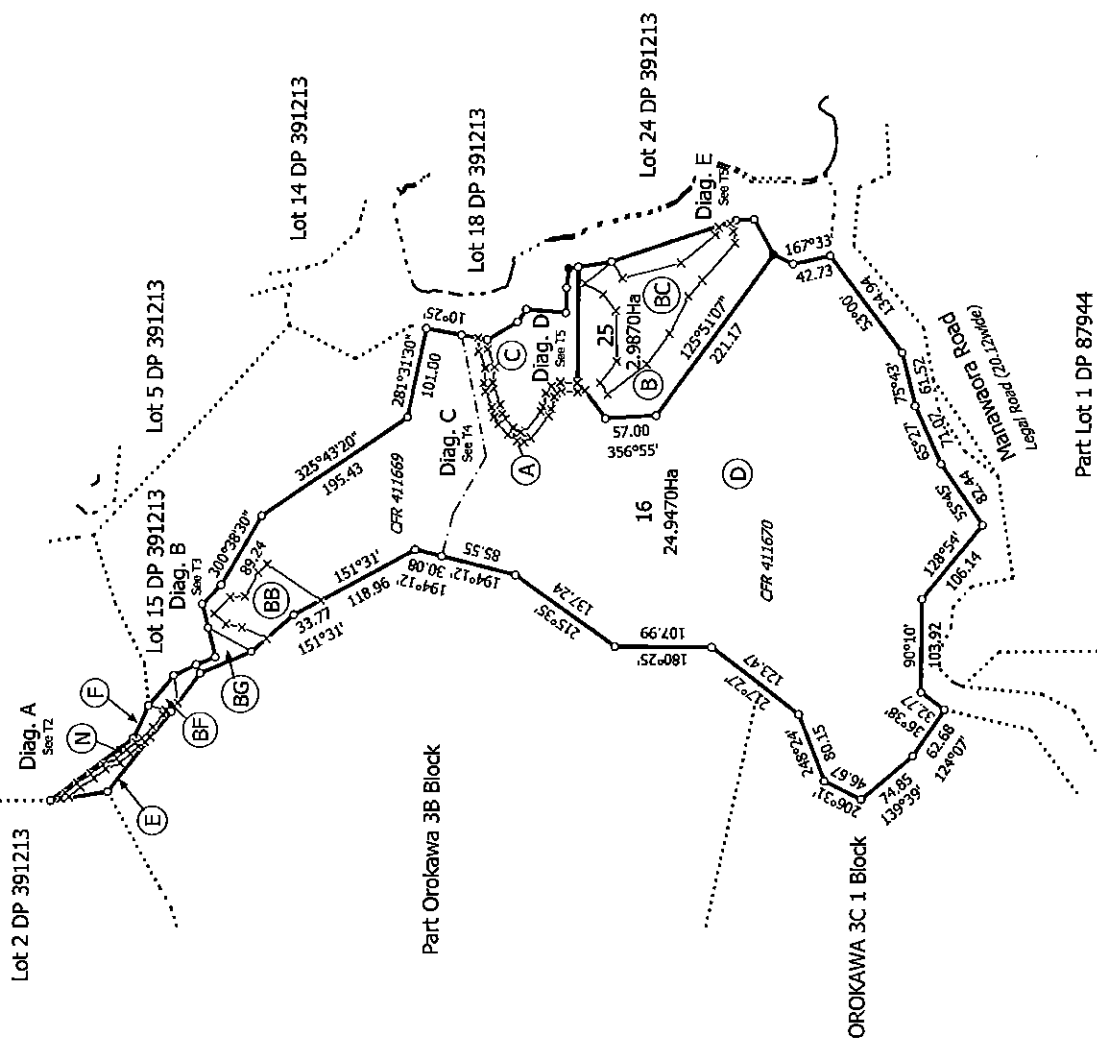 Lot 2 DP 391213
Diag. A
See T2
N
F
E
BF
BG
Lot 15 DP 391213
Diag. B
See T3
BB
Lot 5 DP 391213
Lot 14 DP 391213
Lot 18 DP 391213
Lot 24 DP 391213
300°38'30"
89.24
325°43'20"
195.43
281°31'30"
101.00
10°25'
CFR 411669
Diag. C
See T4
C
A
Diag. D
See T5
Diag. E
25
2.9870Ha
BC
B
125°51'07"
221.17
57.00
356°55'
167°33'
42.73
53°00'
134.94
75°43'
61.52
65°27'
71.07
55°45'
82.44
128°54'
106.14
90°10'
103.92
36°38'
32.77
62.68
124°07'
74.85
139°39'
46.67
206°31'
248°24'
80.15
217°27'
123.47
180°25'
107.99
215°35'
137.24
194°12'
85.55
194°12'
30.08
151°31'
118.96
33.77
151°31'
16
24.9470Ha
D
CFR 411670
Manawaora Road
Legal Road (20.12wide)
Part Orokawa 3B Block
OROKAWA 3C 1 Block
Part Lot 1 DP 87944